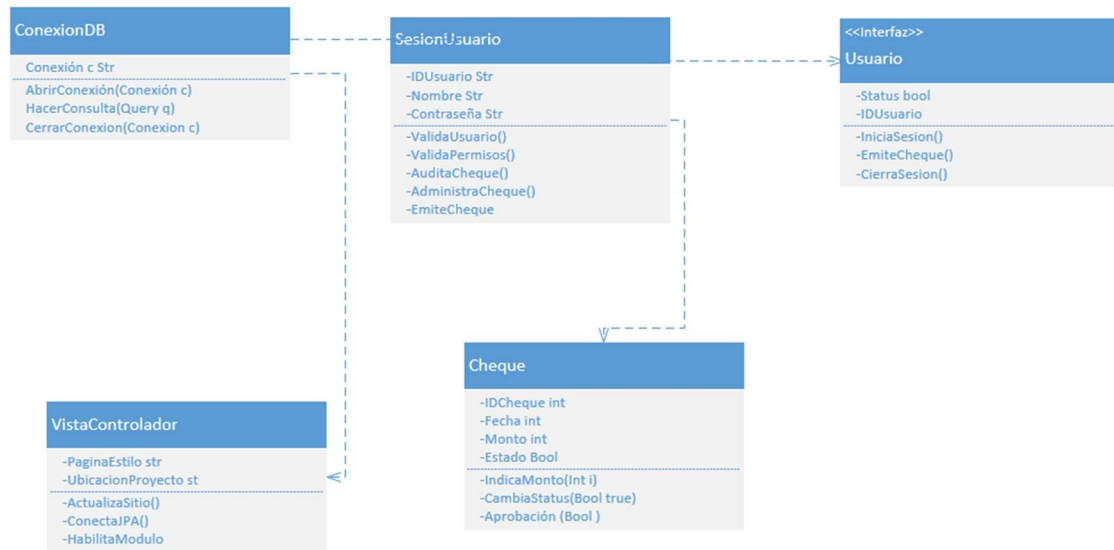 ConexionDB
Conexión c Str
AbrirConexión(Conexión c)
HacerConsulta(Query q)
CerrarConexion(Conexion c)
SesionUsuario
-IDUsuario Str
-Nombre Str
-Contraseña Str
-ValidaUsuario()
-ValidaPermisos()
-AuditaCheque()
-AdministraCheque()
-EmiteCheque
<<Interfaz>>
Usuario
-Status bool
-IDUsuario
-IniciaSesion()
-EmiteCheque()
-CierraSesion()
Cheque
-IDCheque int
-Fecha int
-Monto int
-Estado Bool
-IndicaMonto(Int i)
-CambiaStatus(Bool true)
-Aprobación (Bool )
VistaControlador
-PaginaEstilo str
-UbicacionProyecto st
-ActualizaSitio()
-ConectaJPA()
-HabilitaModulo